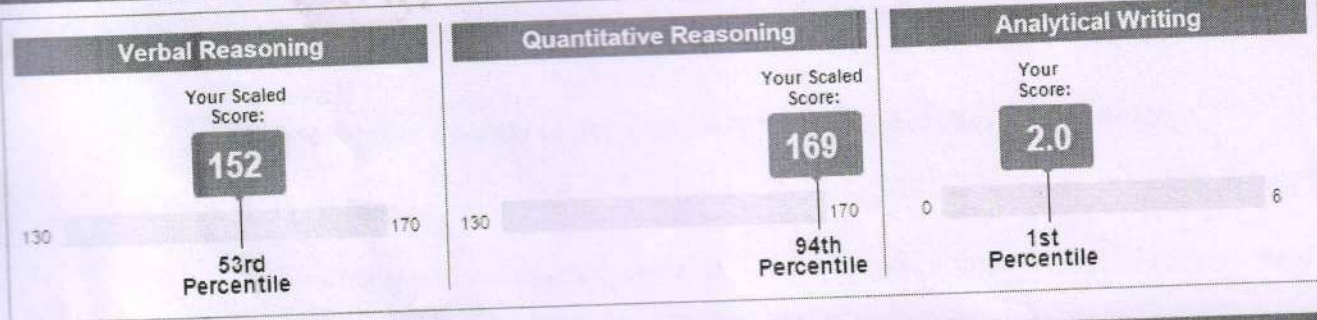 Verbal Reasoning
Your Scaled
Score:
152
130
170
53rd
Percentile
Quantitative Reasoning
Your Scaled
Score:
169
130
170
94th
Percentile
Analytical Writing
Your
Score:
2.0
0
6
1st
Percentile